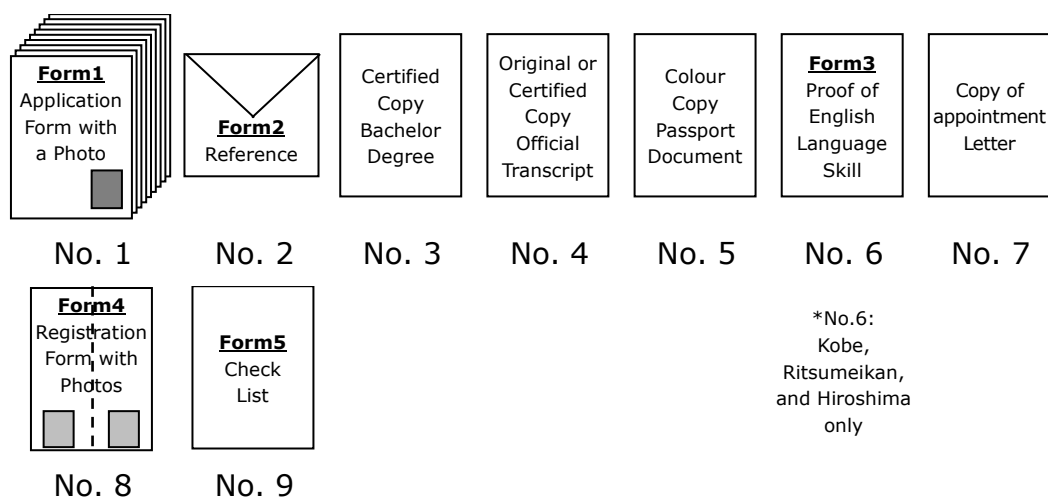 Form1
Application
Form with
a Photo
No. 1
Form2
Reference
No. 2
Certified
Copy
Bachelor
Degree
No. 3
Original or
Certified
Copy
Official
Transcript
No. 4
Colour
Copy
Passport
Document
No. 5
Form3
Proof of
English
Language
Skill
No. 6
Copy of
appointment
Letter
No. 7
Form4
Registration
Form with
Photos
No. 8
Form5
Check
List
No. 9
*No.6:
Kobe,
Ritsumeikan,
and Hiroshima
only